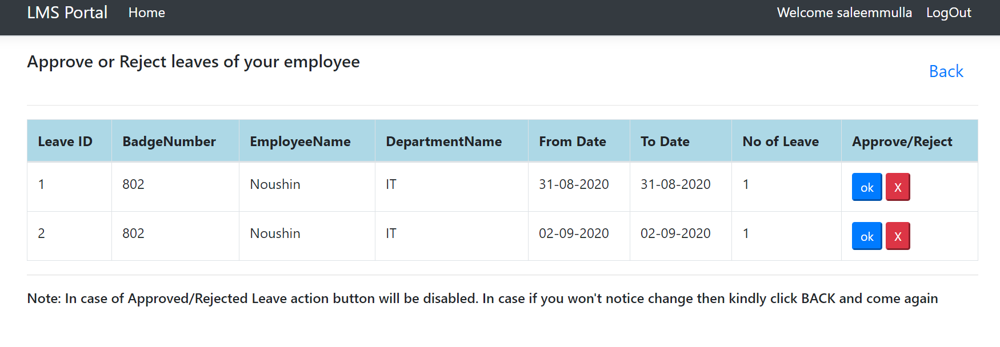 LMS Portal Home Welcome saleemmulla LogOut
Approve or Reject leaves of your employee
Back
Leave ID BadgeNumber EmployeeName DepartmentName From Date To Date No of Leave Approve/Reject
1 802 Noushin IT 31-08-2020 31-08-2020 1 ok X
2 802 Noushin IT 02-09-2020 02-09-2020 1 ok X
Note: In case of Approved/Rejected Leave action button will be disabled. In case if you won't notice change then kindly click BACK and come again